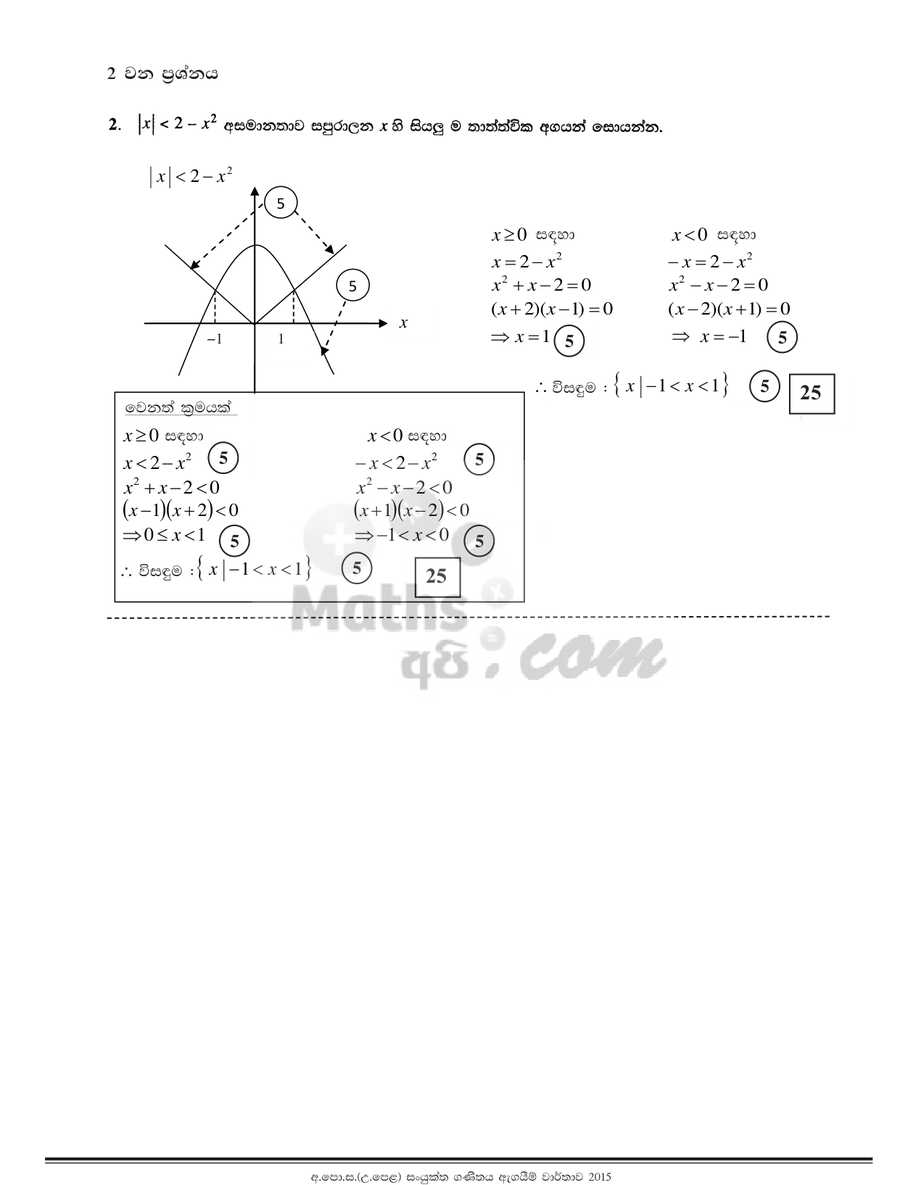 2 වන ප්‍රශ්නය
2. |x| < 2 – x² අසමානතාව සපුරාලන x හි සියලු ම තාත්ත්වික අගයන් සොයන්න.
|x| < 2 – x²
5
5
x
–1
1
x ≥ 0 සඳහා
x = 2 – x²
x² + x – 2 = 0
(x + 2)(x – 1) = 0
⇒ x = 1 5
x < 0 සඳහා
– x = 2 – x²
x² – x – 2 = 0
(x – 2)(x + 1) = 0
⇒ x = –1 5
∴ විසඳුම : { x | –1 < x < 1 } 5 25
වෙනත් ක්‍රමයක්
x ≥ 0 සඳහා
x < 2 – x² 5
x² + x – 2 < 0
(x – 1)(x + 2) < 0
⇒ 0 ≤ x < 1 5
x < 0 සඳහා
– x < 2 – x² 5
x² – x – 2 < 0
(x + 1)(x – 2) < 0
⇒ –1 < x < 0 5
∴ විසඳුම : { x | –1 < x < 1 } 5 25
Maths
අපි.com
අ.පො.ස.(උ.පෙළ) සංයුක්ත ගණිතය ඇගයීම් වාර්තාව 2015